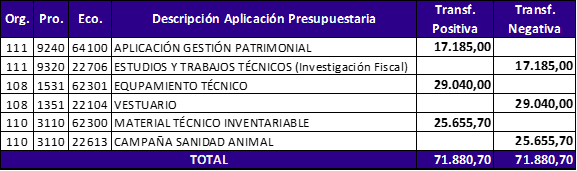 Org. Pro. Eco. Descripción Aplicación Presupuestaria Transf. Positiva Transf. Negativa
111 9240 64100 APLICACIÓN GESTIÓN PATRIMONIAL 17.185,00
111 9320 22706 ESTUDIOS Y TRABAJOS TÉCNICOS (Investigación Fiscal) 17.185,00
108 1531 62301 EQUPAMIENTO TÉCNICO 29.040,00
108 1351 22104 VESTUARIO 29.040,00
110 3110 62300 MATERIAL TÉCNICO INVENTARIABLE 25.655,70
110 3110 22613 CAMPAÑA SANIDAD ANIMAL 25.655,70
TOTAL 71.880,70 71.880,70